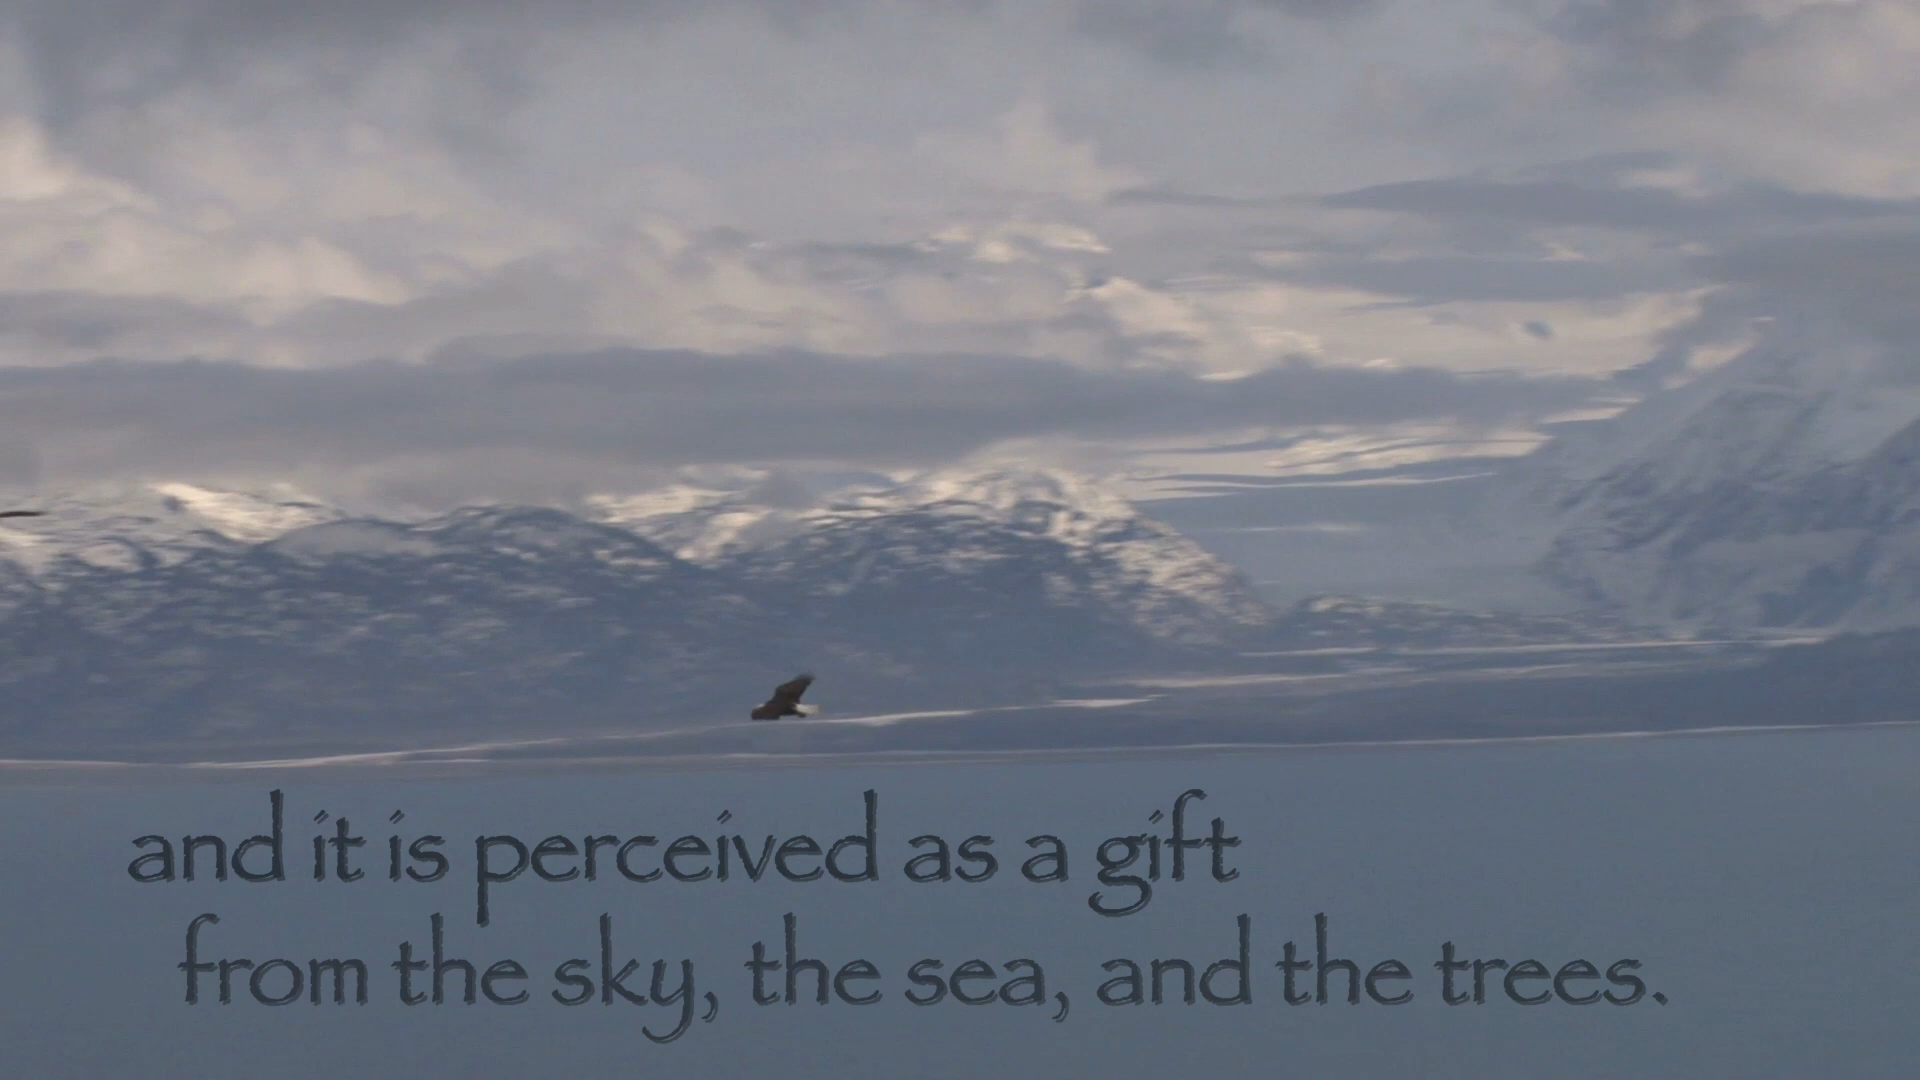 and it is perceived as a gift
from the sky, the sea, and the trees.